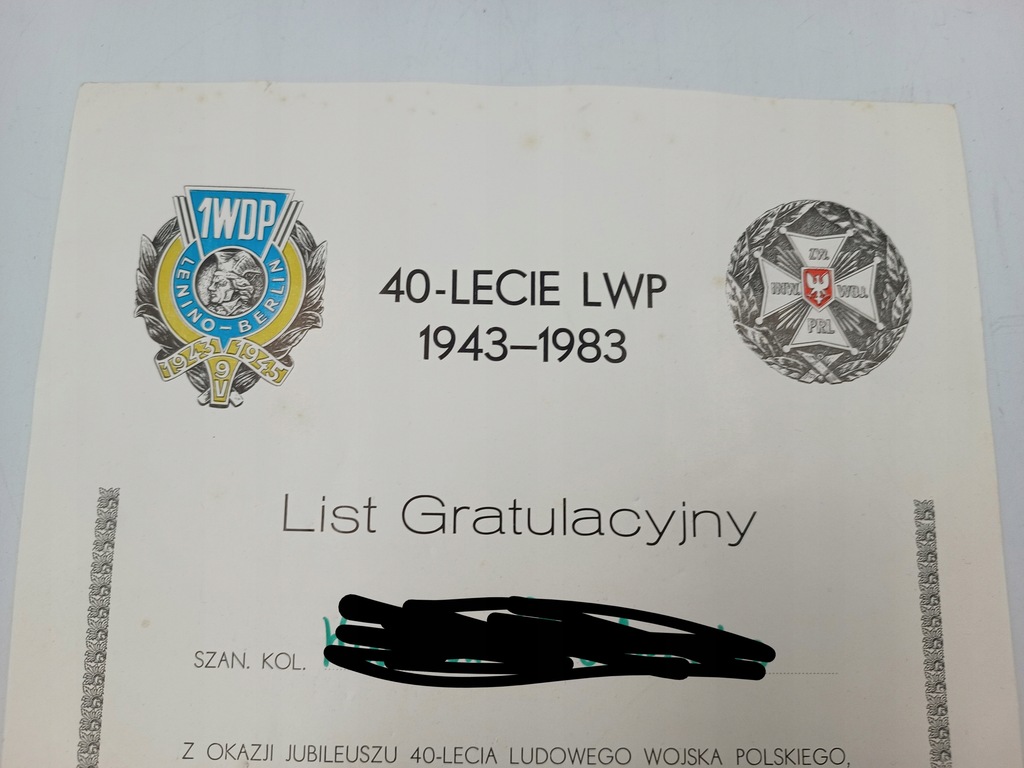 1WDP
LENINO–BERLIN
1943 1945
9
V
40-LECIE LWP
1943–1983
ZW.
INW. WOJ.
PRL
List Gratulacyjny
SZAN. KOL.
Z OKAZJI JUBILEUSZU 40-LECIA LUDOWEGO WOJSKA POLSKIEGO,